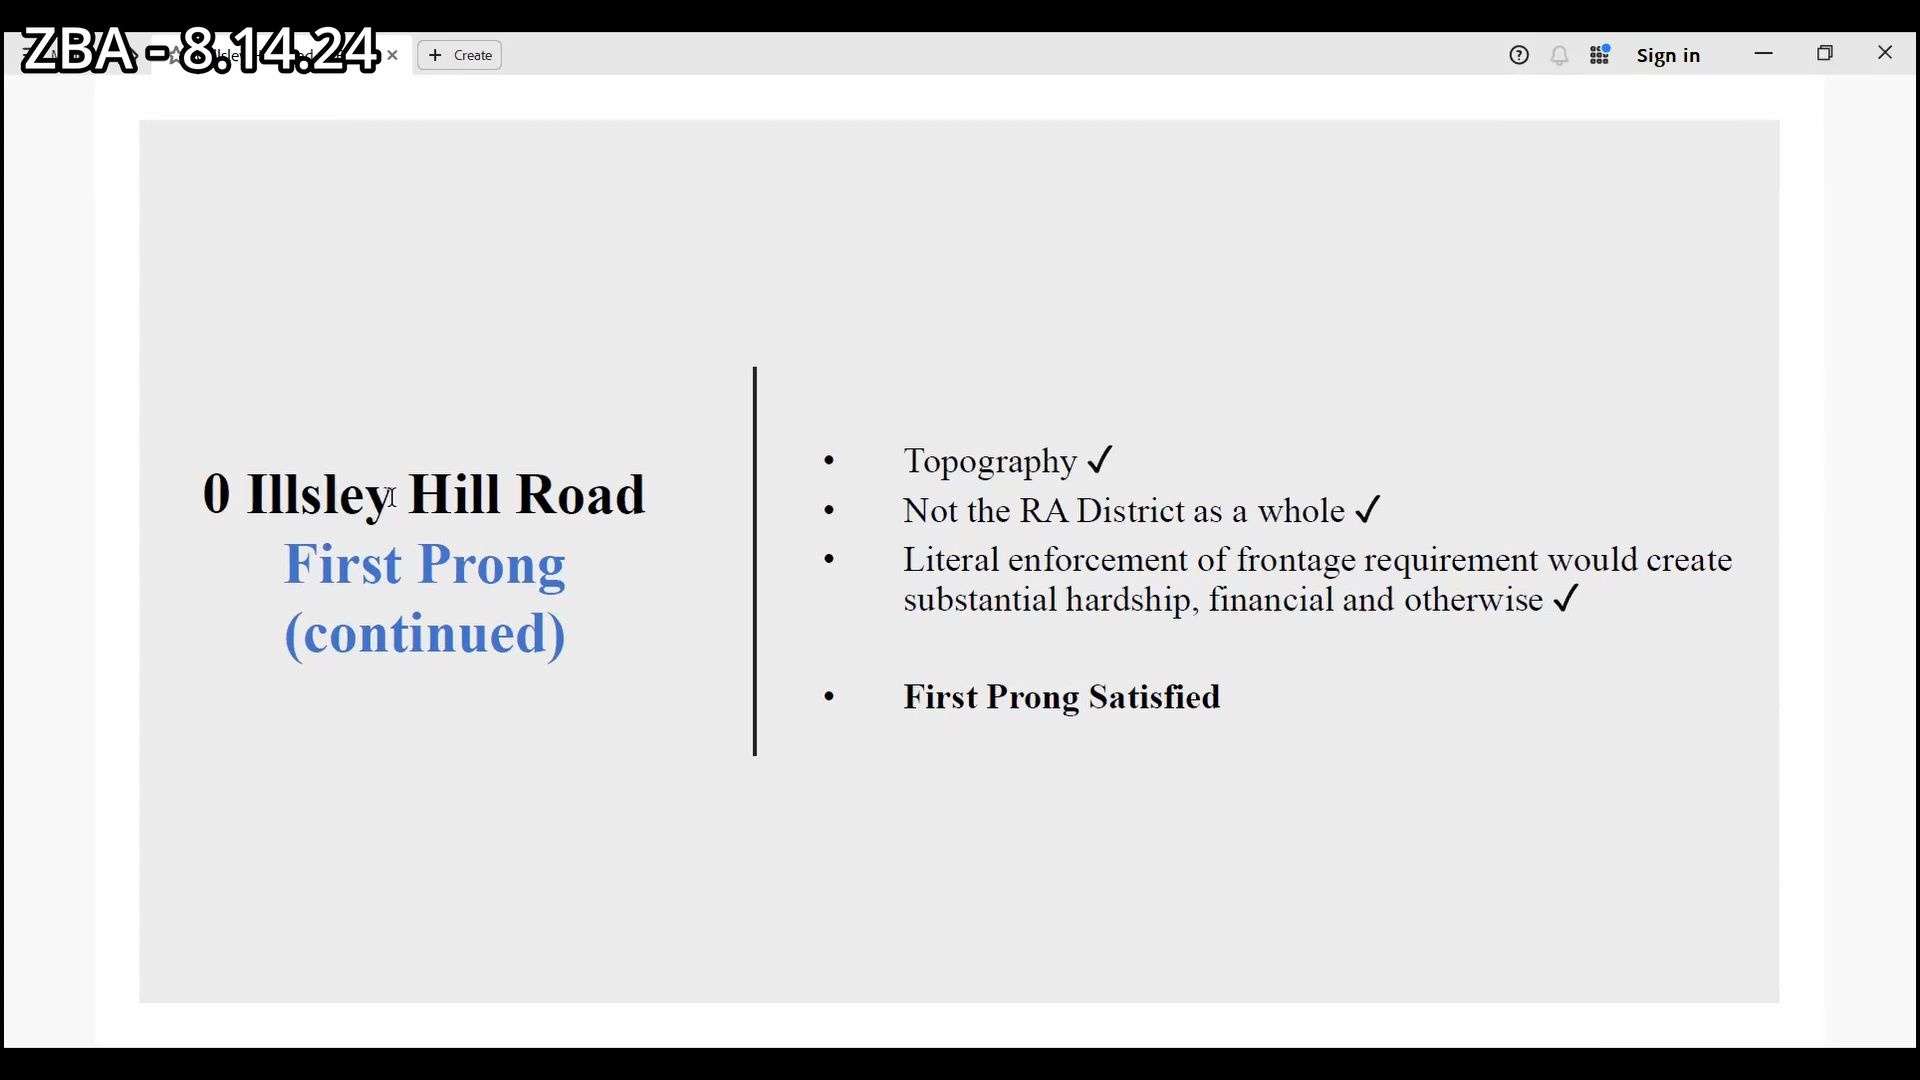 ZBA - 8.14.24
+ Create
Sign in
0 Illsley Hill Road
First Prong
(continued)
• Topography ✓
• Not the RA District as a whole ✓
• Literal enforcement of frontage requirement would create
substantial hardship, financial and otherwise ✓
• First Prong Satisfied